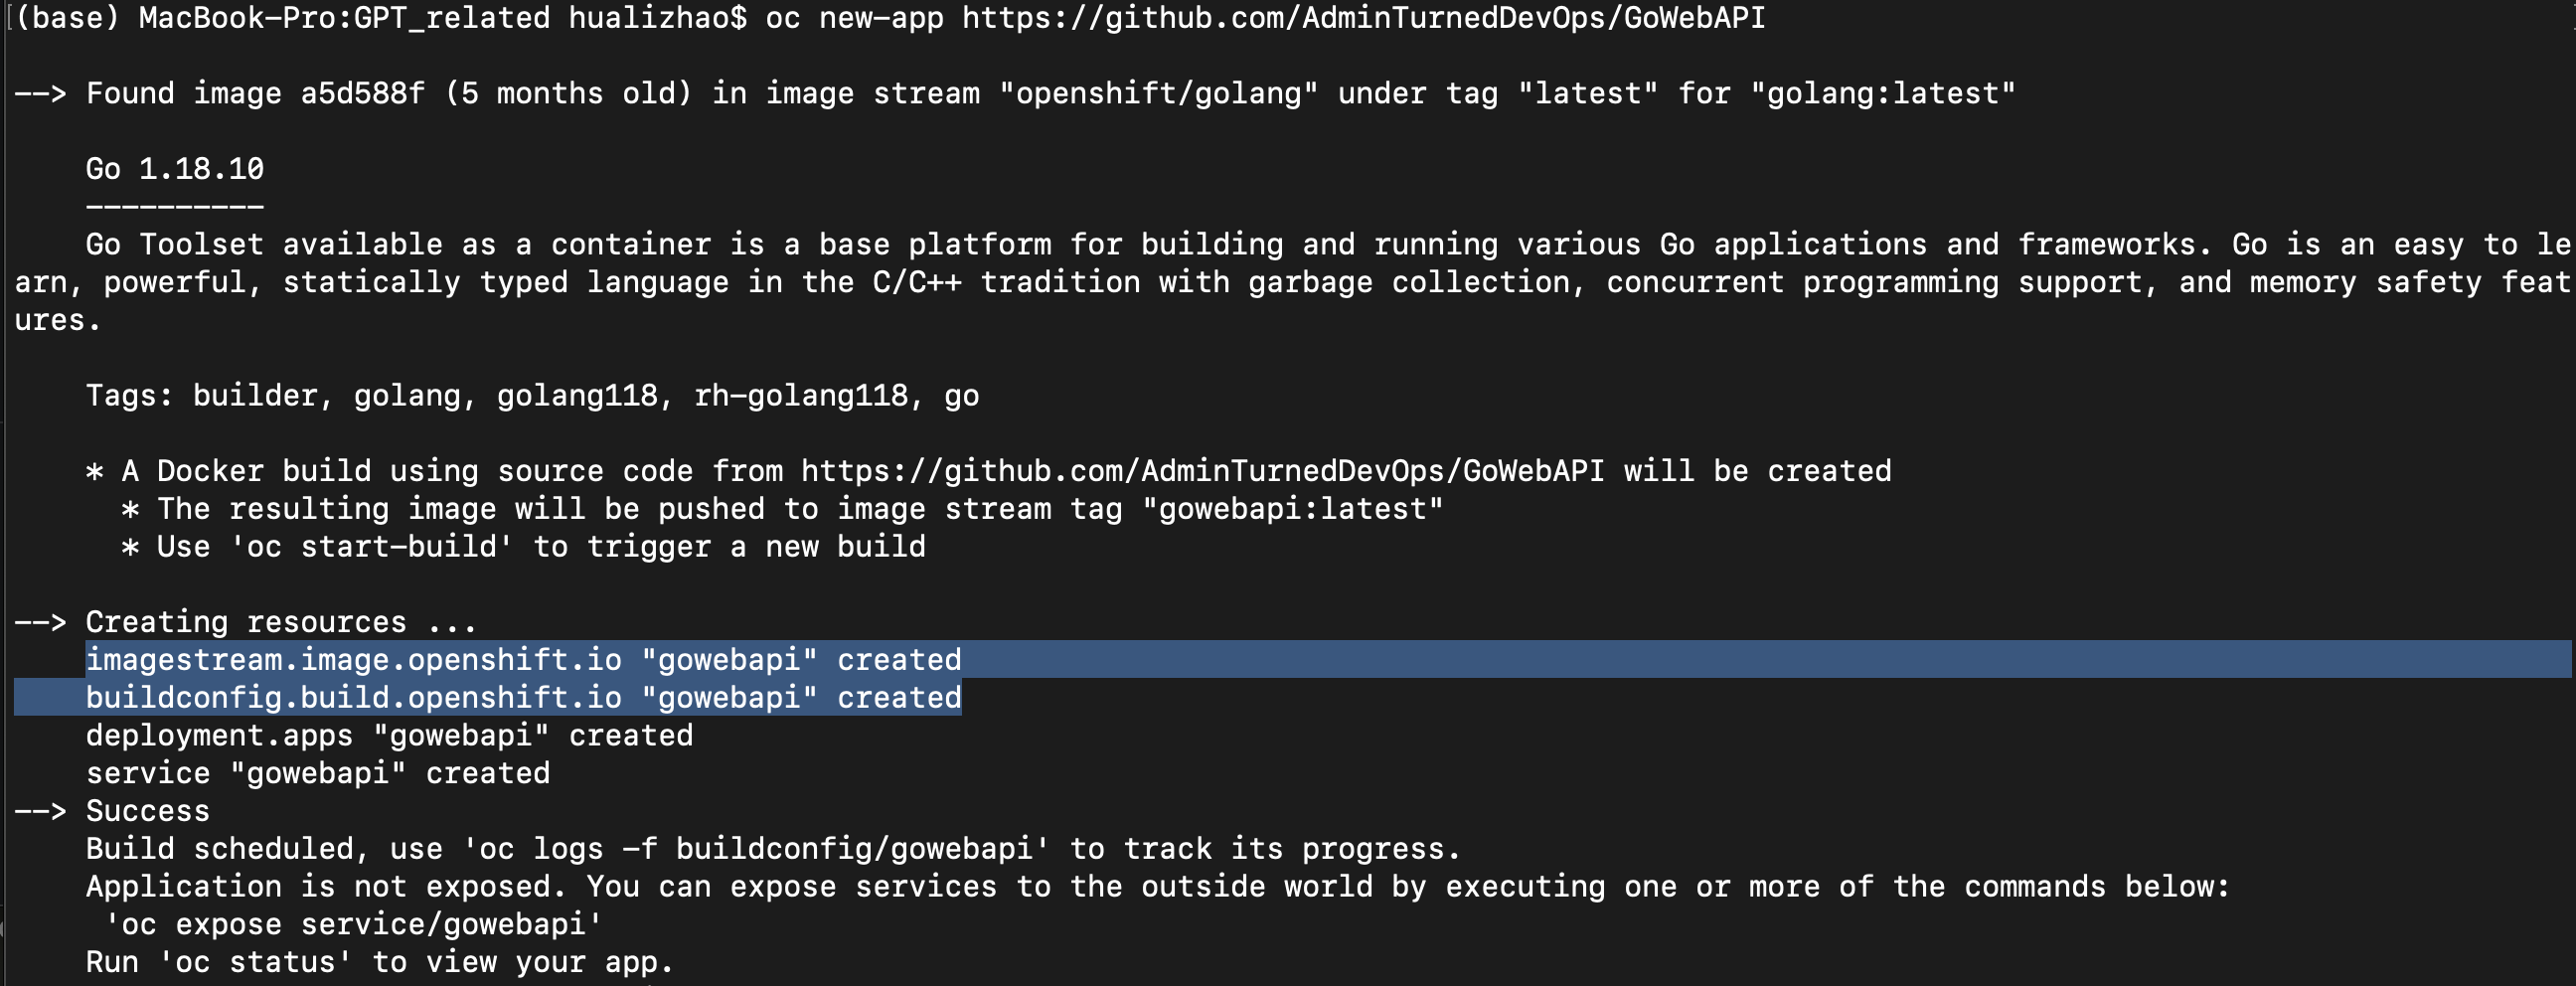 (base) MacBook-Pro:GPT_related hualizhao$ oc new-app https://github.com/AdminTurnedDevOps/GoWebAPI
--> Found image a5d588f (5 months old) in image stream "openshift/golang" under tag "latest" for "golang:latest"
Go 1.18.10
----------
Go Toolset available as a container is a base platform for building and running various Go applications and frameworks. Go is an easy to le
arn, powerful, statically typed language in the C/C++ tradition with garbage collection, concurrent programming support, and memory safety feat
ures.
Tags: builder, golang, golang118, rh-golang118, go
* A Docker build using source code from https://github.com/AdminTurnedDevOps/GoWebAPI will be created
* The resulting image will be pushed to image stream tag "gowebapi:latest"
* Use 'oc start-build' to trigger a new build
--> Creating resources ...
imagestream.image.openshift.io "gowebapi" created
buildconfig.build.openshift.io "gowebapi" created
deployment.apps "gowebapi" created
service "gowebapi" created
--> Success
Build scheduled, use 'oc logs -f buildconfig/gowebapi' to track its progress.
Application is not exposed. You can expose services to the outside world by executing one or more of the commands below:
'oc expose service/gowebapi'
Run 'oc status' to view your app.